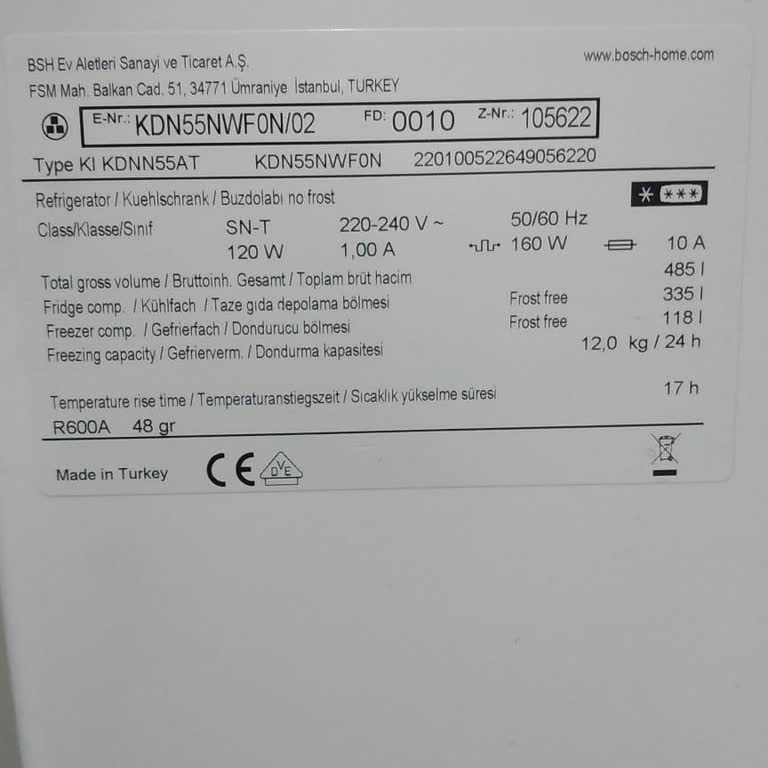 BSH Ev Aletleri Sanayi ve Ticaret A.Ş. www.bosch-home.com
FSM Mah. Balkan Cad. 51, 34771 Ümraniye İstanbul, TURKEY
E-Nr.: KDN55NWF0N/02 FD: 0010 Z-Nr.: 105622
Type KI KDNN55AT KDN55NWF0N 220100522649056220
Refrigerator / Kuehlschrank / Buzdolabı no frost
Class/Klasse/Sınıf SN-T 220-240 V ~ 50/60 Hz
120 W 1,00 A 160 W 10 A
Total gross volume / Bruttoinh. Gesamt / Toplam brüt hacim 485 l
Fridge comp. / Kühlfach / Taze gıda depolama bölmesi Frost free 335 l
Freezer comp. / Gefrierfach / Dondurucu bölmesi Frost free 118 l
Freezing capacity / Gefrierverm. / Dondurma kapasitesi 12,0 kg / 24 h
Temperature rise time / Temperaturanstiegszeit / Sıcaklık yükselme süresi 17 h
R600A 48 gr
Made in Turkey CE DVE